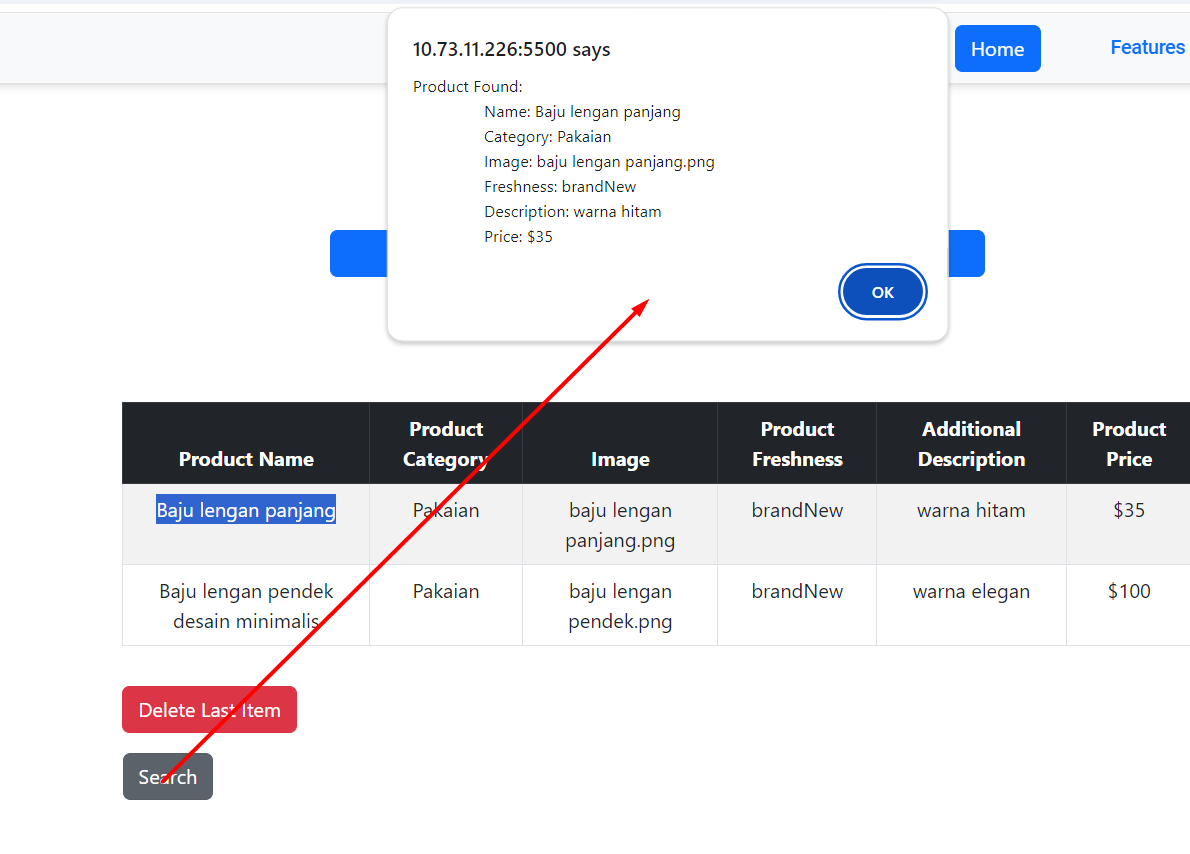 10.73.11.226:5500 says
Home
Features
Product Found:
Name: Baju lengan panjang
Category: Pakaian
Image: baju lengan panjang.png
Freshness: brandNew
Description: warna hitam
Price: $35
OK
Product Name
Product
Category
Image
Product
Freshness
Additional
Description
Product
Price
Baju lengan panjang
Pakaian
baju lengan
panjang.png
brandNew
warna hitam
$35
Baju lengan pendek
desain minimalis
Pakaian
baju lengan
pendek.png
brandNew
warna elegan
$100
Delete Last Item
Search